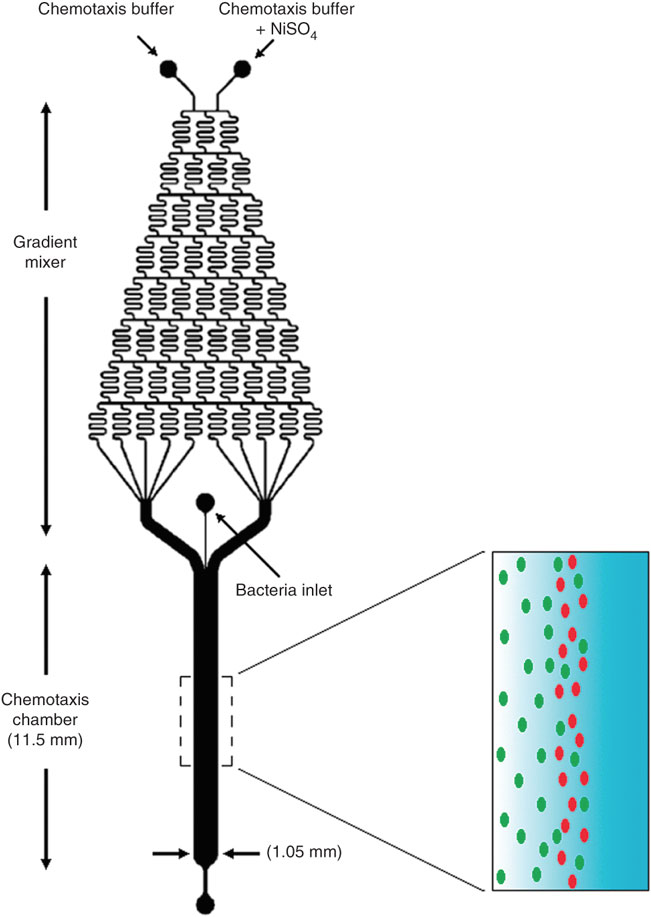 Chemotaxis buffer
Chemotaxis buffer
+ NiSO₄
Gradient
mixer
Bacteria inlet
Chemotaxis
chamber
(11.5 mm)
(1.05 mm)